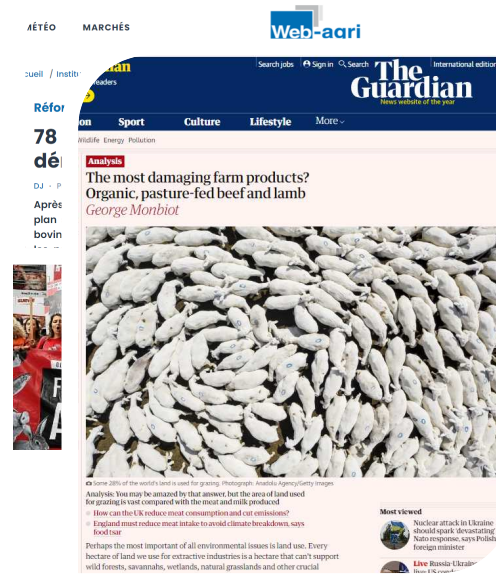 MÉTÉO MARCHÉS
Web-agri
/
Réfor
78
dé
DJ
Après
plan
bovin
Search jobs Sign in Search International edition
The
Guardian
News website of the year
Sport Culture Lifestyle More
Wildlife Energy Pollution
Analysis
The most damaging farm products?
Organic, pasture-fed beef and lamb
George Monbiot
Some 28% of the world's land is used for grazing. Photograph: Anadolu Agency/Getty Images
Analysis: You may be amazed by that answer, but the area of land used
for grazing is vast compared with the meat and milk produced
How can the UK reduce meat consumption and cut emissions?
England must reduce meat intake to avoid climate breakdown, says
food tsar
Perhaps the most important of all environmental issues is land use. Every
hectare of land we use for extractive industries is a hectare that can't support
wild forests, savannahs, wetlands, natural grasslands and other crucial
Most viewed
Nuclear attack in Ukraine
should spark 'devastating'
Nato response, says Polish
foreign minister
Live Russia-Ukraine